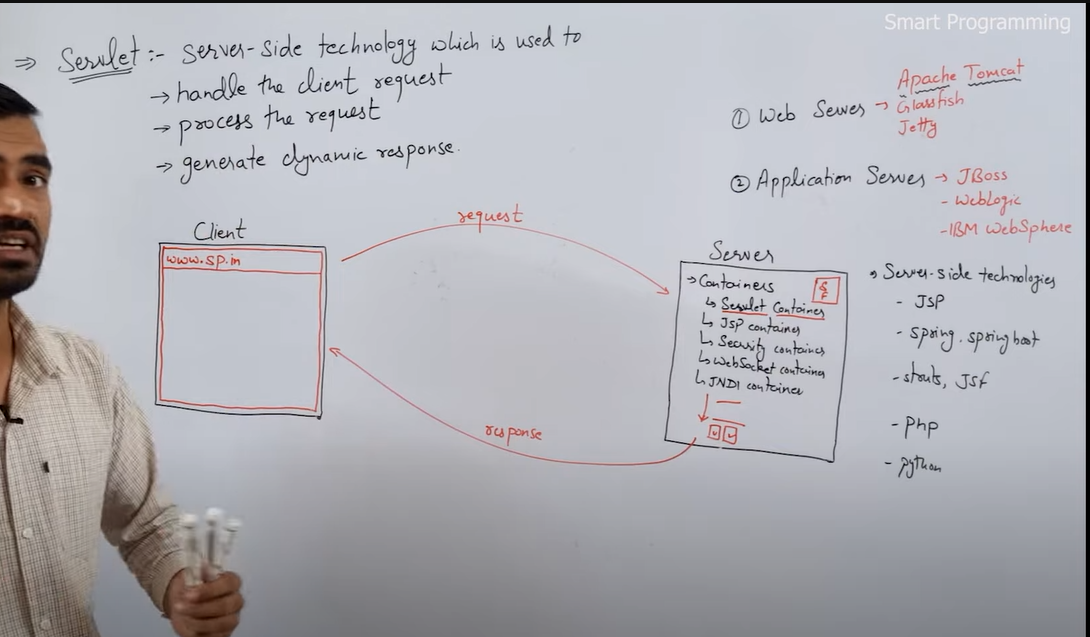 Smart Programming
⇒ Servlet :- server-side technology which is used to
→ handle the client request
→ process the request
→ generate dynamic response.
① Web Server → Apache Tomcat
Glassfish
Jetty
② Application Server → JBoss
- WebLogic
- IBM WebSphere
Client
www.sp.in
request
response
Server
→ Containers
↳ Servlet Container
↳ JSP container
↳ Security container
↳ WebSocket container
↳ JNDI container
Server-side technologies
- JSP
- Spring, springboot
- struts, JSF
- Php
- Python